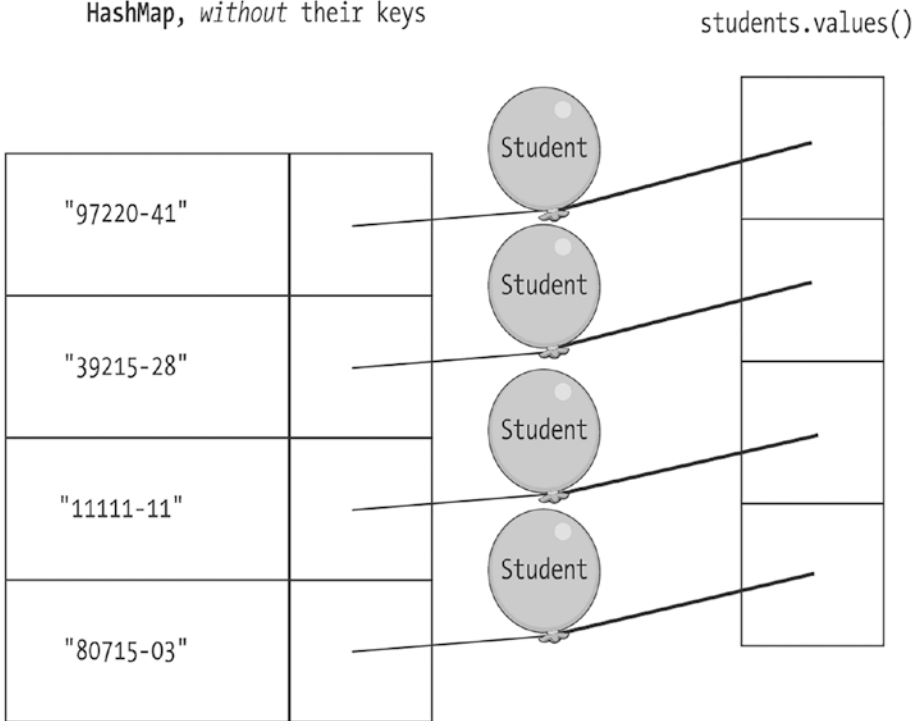 HashMap, without their keys
students.values()
Student
"97220-41"
Student
"39215-28"
Student
"11111-11"
Student
"80715-03"